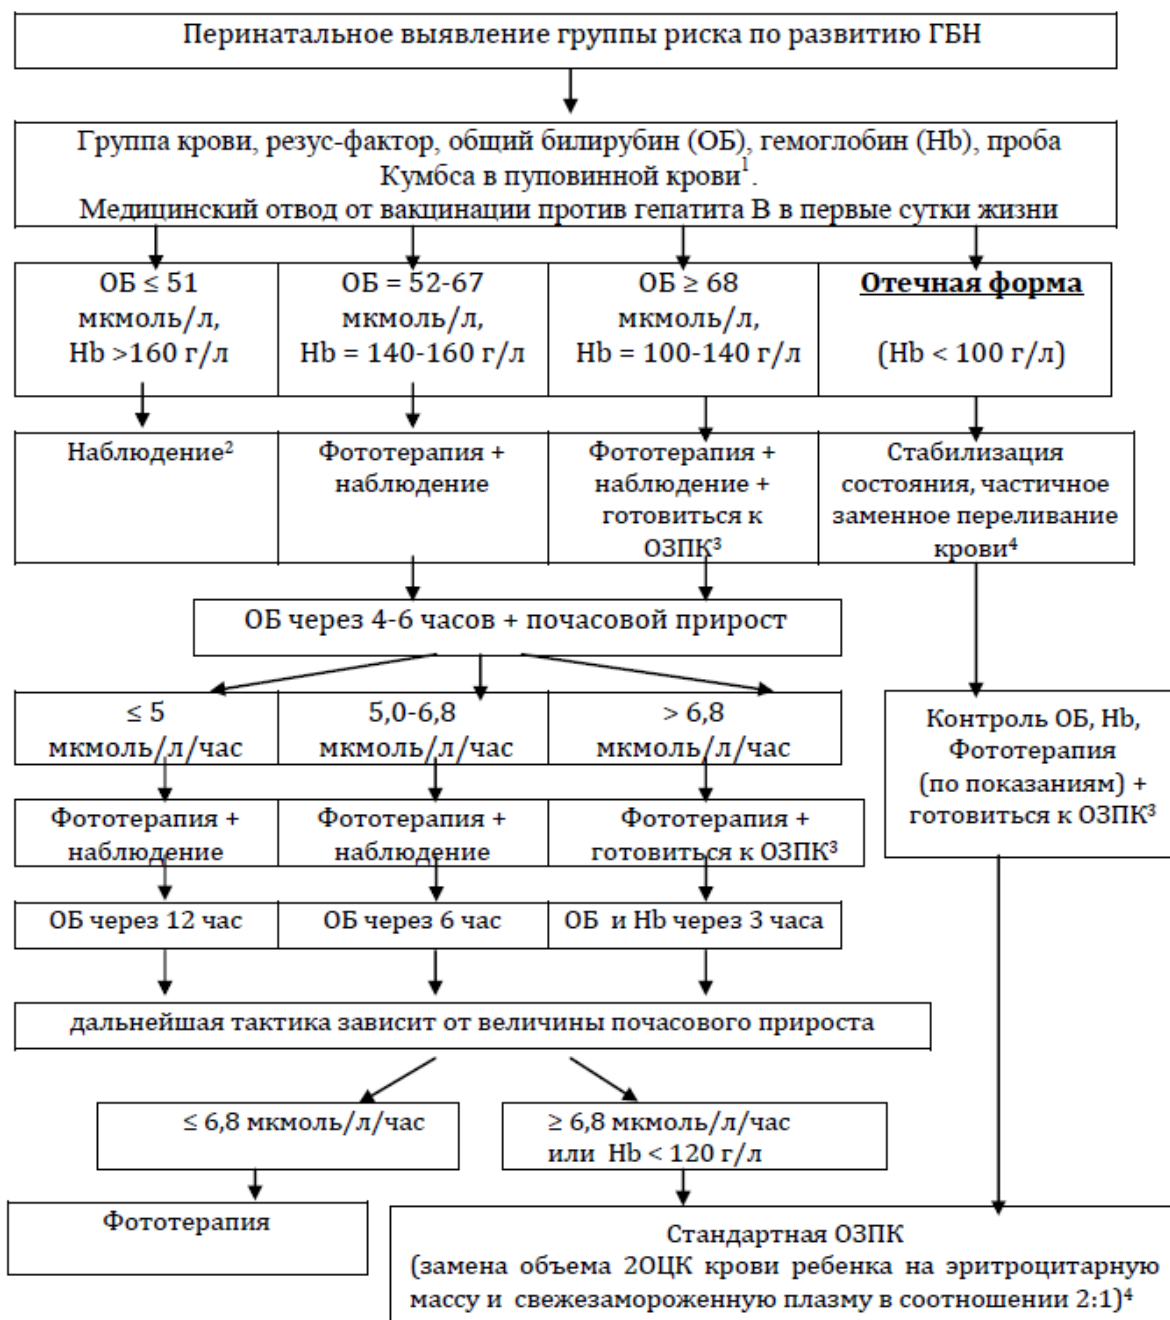 Перинатальное выявление группы риска по развитию ГБН
Группа крови, резус-фактор, общий билирубин (ОБ), гемоглобин (Hb), проба
Кумбса в пуповинной крови¹.
Медицинский отвод от вакцинации против гепатита В в первые сутки жизни
ОБ ≤ 51
мкмоль/л,
Hb >160 г/л
ОБ = 52-67
мкмоль/л,
Hb = 140-160 г/л
ОБ ≥ 68
мкмоль/л,
Hb = 100-140 г/л
Отечная форма
(Hb < 100 г/л)
Наблюдение²
Фототерапия +
наблюдение
Фототерапия +
наблюдение +
готовиться к
ОЗПК³
Стабилизация
состояния, частичное
заменное переливание
крови⁴
ОБ через 4-6 часов + почасовой прирост
≤ 5
мкмоль/л/час
5,0-6,8
мкмоль/л/час
> 6,8
мкмоль/л/час
Контроль ОБ, Hb,
Фототерапия
(по показаниям) +
готовиться к ОЗПК³
Фототерапия +
наблюдение
Фототерапия +
наблюдение
Фототерапия +
готовиться к ОЗПК³
ОБ через 12 час
ОБ через 6 час
ОБ и Hb через 3 часа
дальнейшая тактика зависит от величины почасового прироста
≤ 6,8 мкмоль/л/час
≥ 6,8 мкмоль/л/час
или Hb < 120 г/л
Фототерапия
Стандартная ОЗПК
(замена объема 2ОЦК крови ребенка на эритроцитарную
массу и свежезамороженную плазму в соотношении 2:1)⁴